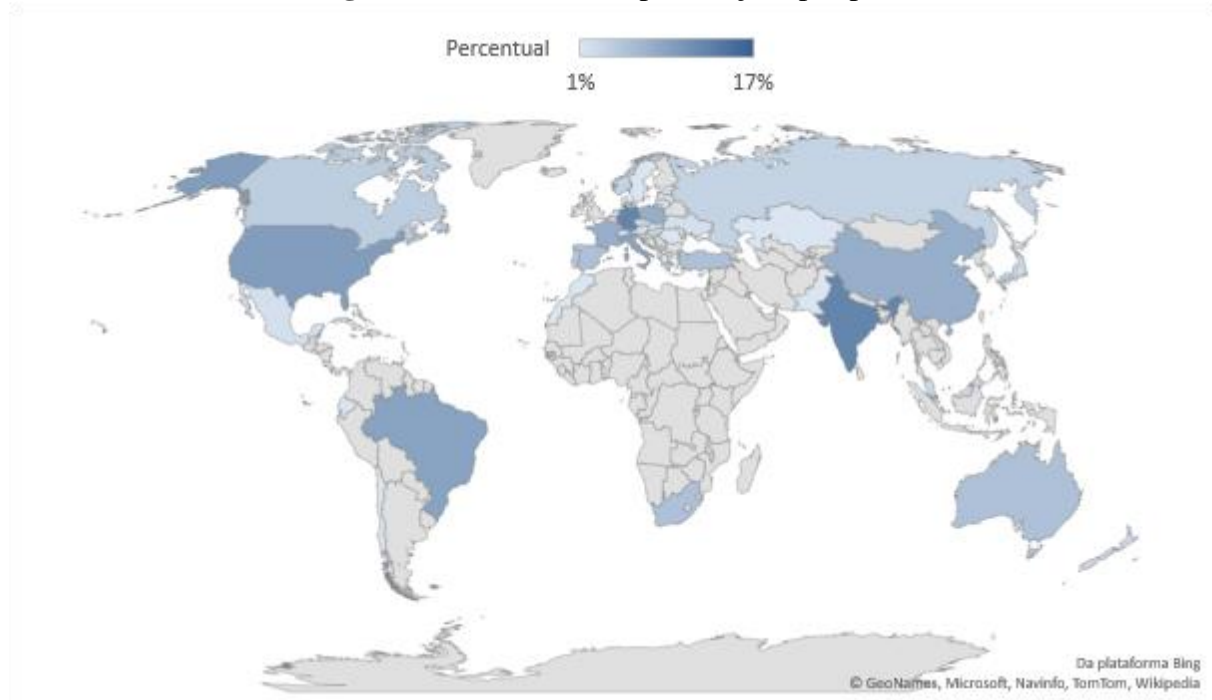 Percentual
1% 17%
Da plataforma Bing
© GeoNames, Microsoft, Navinfo, TomTom, Wikipedia